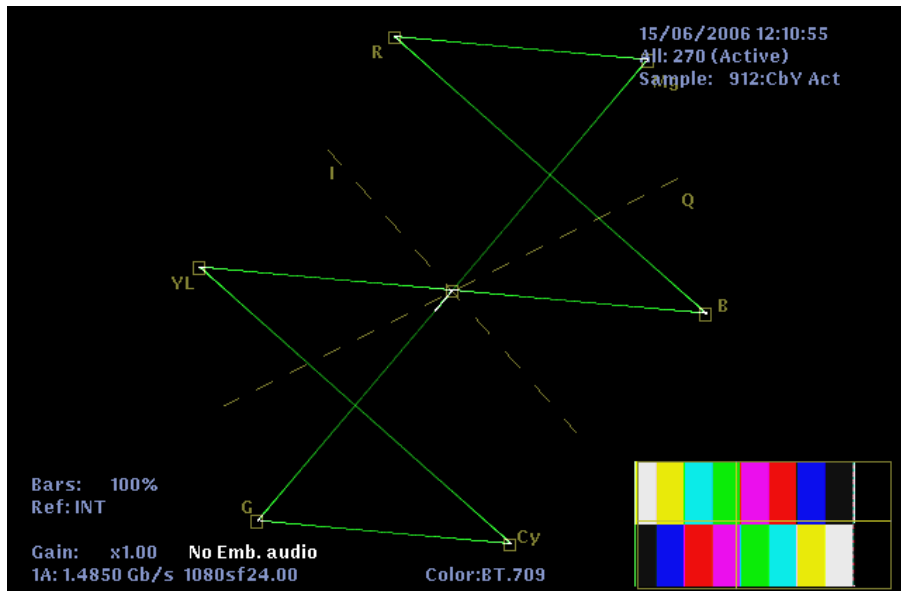 15/06/2006 12:10:55
R
All: 270 (Active)
Mg
Sample: 912:CbY Act
I
Q
YL
B
Bars: 100%
Ref: INT
G
Cy
Gain: x1.00 No Emb. audio
1A: 1.4850 Gb/s 1080sf24.00 Color:BT.709